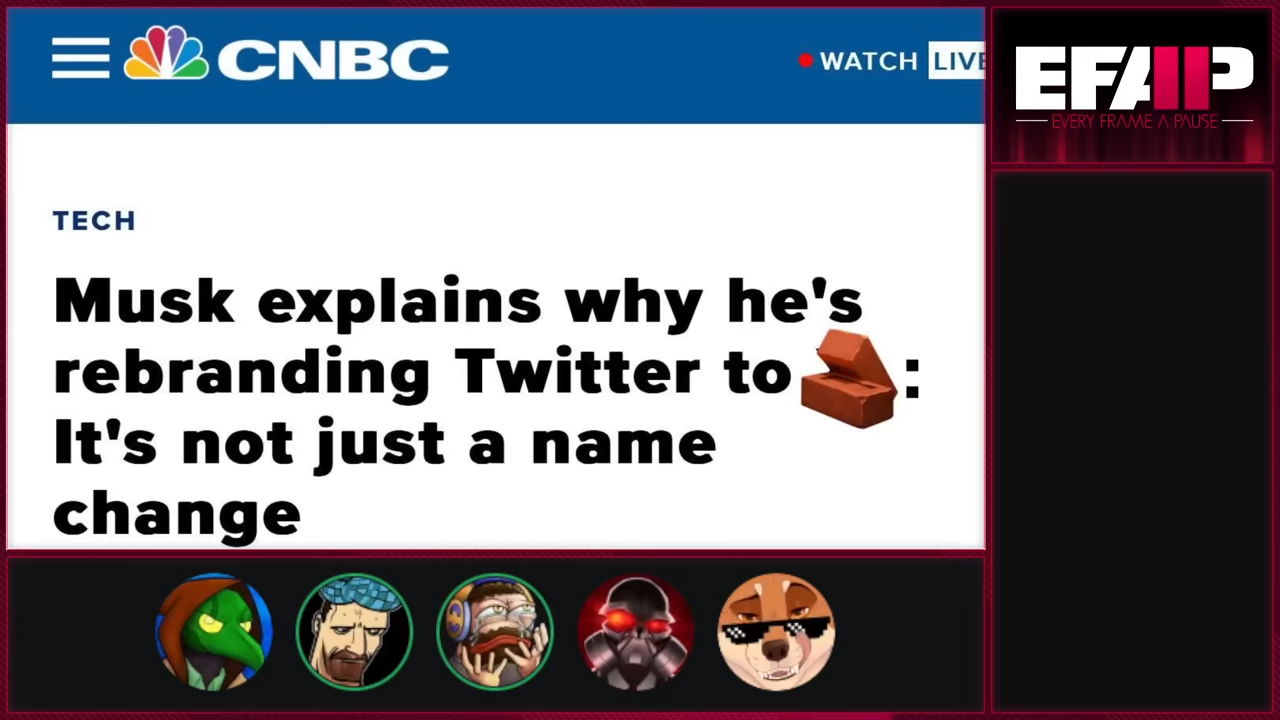 CNBC
WATCH LIVE
EFAP
EVERY FRAME A PAUSE
TECH
Musk explains why he's
rebranding Twitter to :
It's not just a name
change